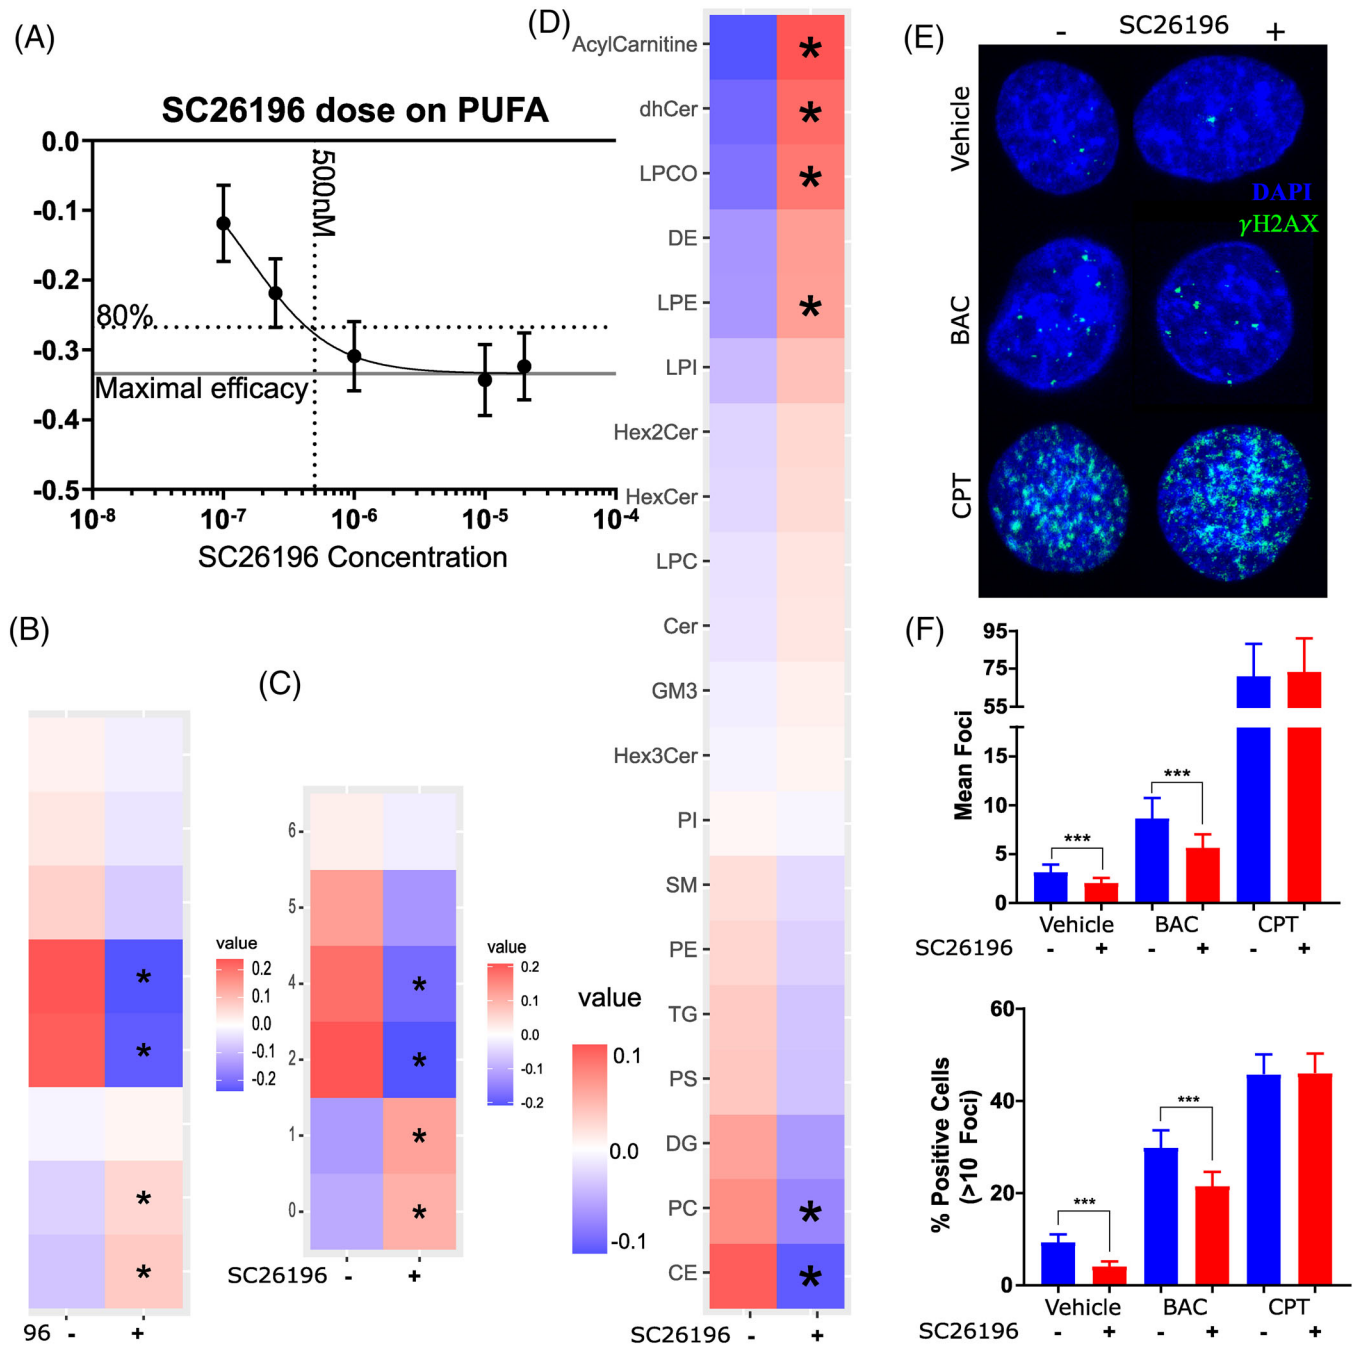 (A)
SC26196 dose on PUFA
0.0
-0.1
-0.2
-0.3
-0.4
-0.5
500nM
80%
Maximal efficacy
10-8
10-7
10-6
10-5
10-4
SC26196 Concentration
(B)
value
0.2
0.1
0.0
-0.1
-0.2
*
*
*
*
96 - +
(C)
6
5
4
2
1
0
*
*
*
*
value
0.2
0.1
0.0
-0.1
-0.2
SC26196 - +
(D)
AcylCarnitine *
dhCer *
LPCO *
DE
LPE *
LPI
Hex2Cer
HexCer
LPC
Cer
GM3
Hex3Cer
PI
SM
PE
TG
PS
DG
PC *
CE *
value
0.1
0.0
-0.1
SC26196 - +
(E)
- SC26196 +
Vehicle
BAC
CPT
DAPI
γH2AX
(F)
Mean Foci
95
75
55
15
10
5
0
***
***
Vehicle BAC CPT
SC26196 - + - + - +
% Positive Cells
(>10 Foci)
60
40
20
0
***
***
Vehicle BAC CPT
SC26196 - + - + - +